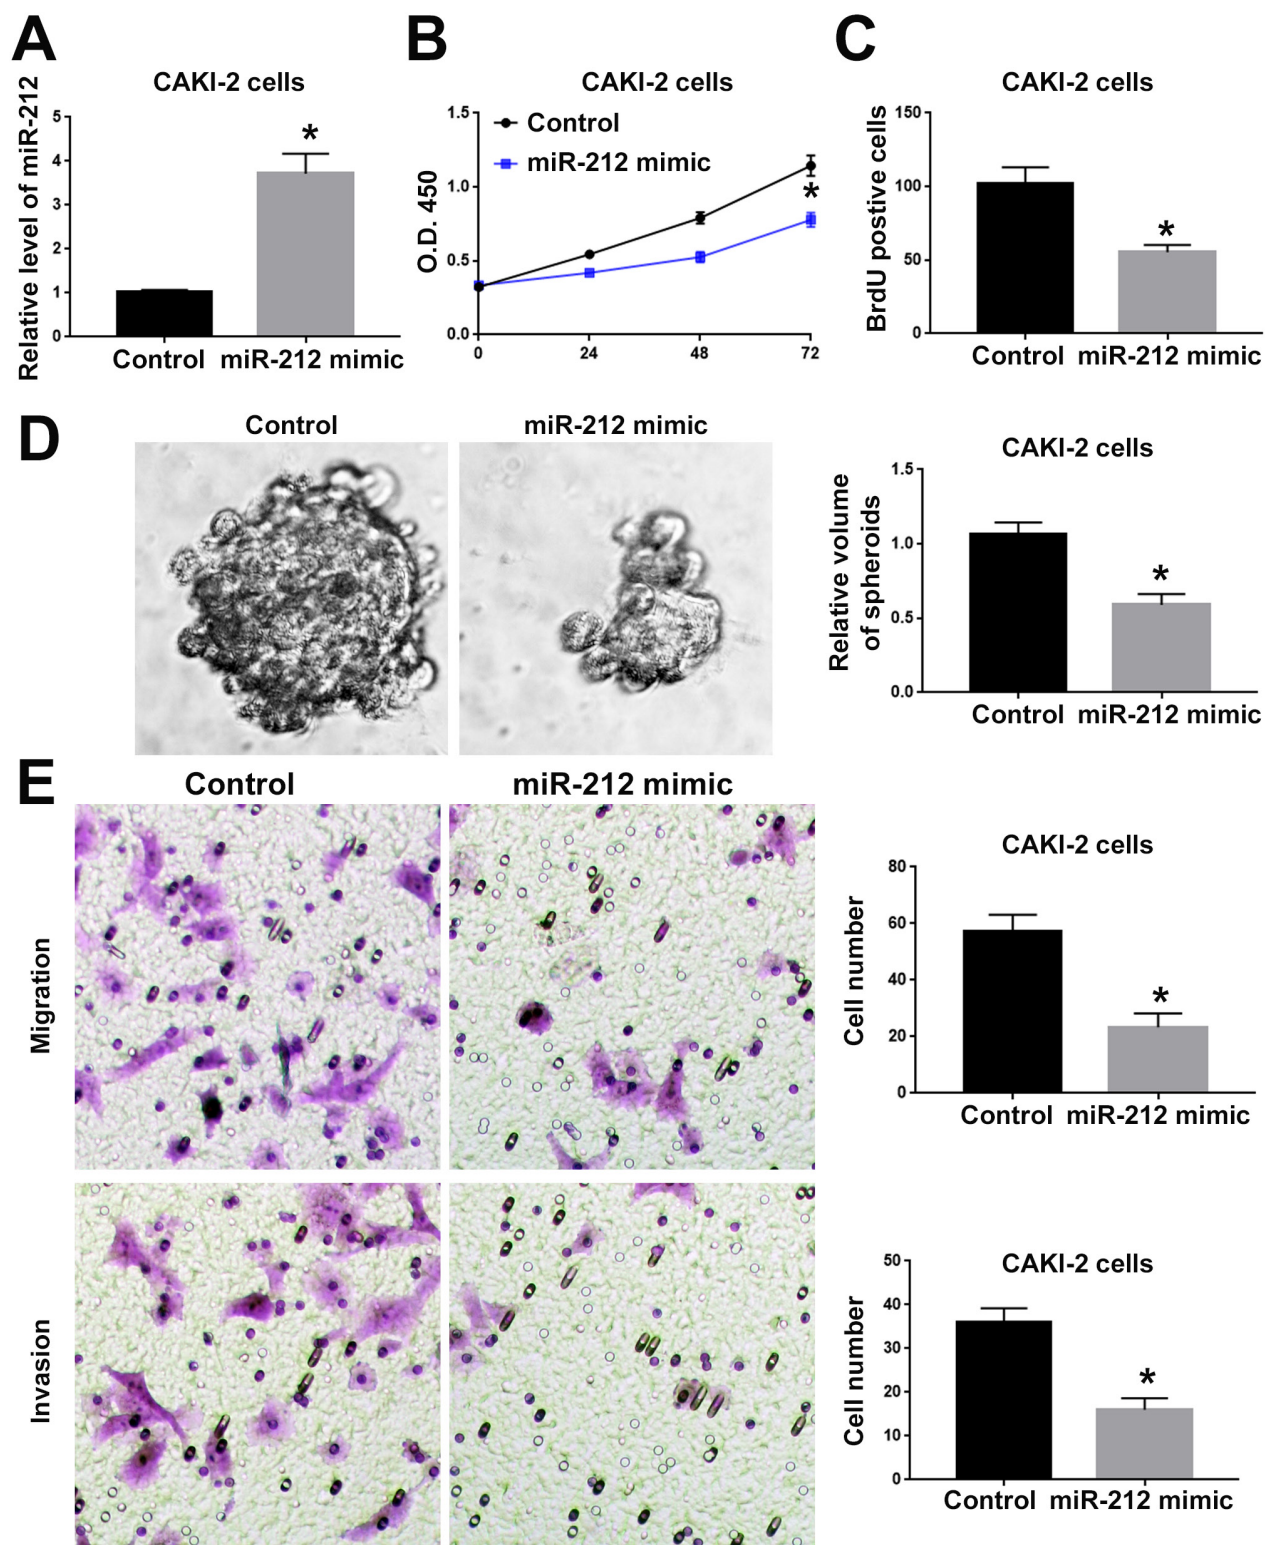 A
CAKI-2 cells
Relative level of miR-212
5
4
3
2
1
0
*
Control
miR-212 mimic
B
CAKI-2 cells
O.D. 450
1.5
1.0
0.5
0.0
Control
miR-212 mimic
*
0
24
48
72
C
CAKI-2 cells
BrdU postive cells
150
100
50
0
*
Control
miR-212 mimic
D
Control
miR-212 mimic
CAKI-2 cells
Relative volume
of spheroids
1.5
1.0
0.5
0.0
*
Control
miR-212 mimic
E
Control
miR-212 mimic
Migration
CAKI-2 cells
Cell number
80
60
40
20
0
*
Control
miR-212 mimic
Invasion
CAKI-2 cells
Cell number
50
40
30
20
10
0
*
Control
miR-212 mimic